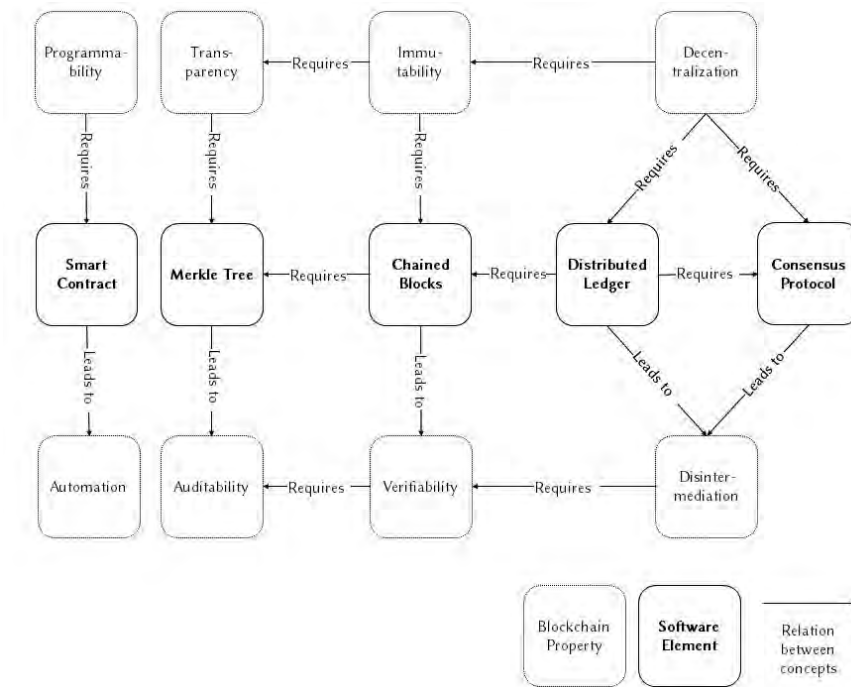 Programma-
bility
Trans-
parency
Requires
Immu-
tability
Requires
Decen-
tralization
Requires
Requires
Requires
Requires
Requires
Smart
Contract
Merkle Tree
Requires
Chained
Blocks
Requires
Distributed
Ledger
Requires
Consensus
Protocol
Leads to
Leads to
Leads to
Leads to
Leads to
Automation
Auditability
Requires
Verifiability
Requires
Disinter-
mediation
Blockchain
Property
Software
Element
Relation
between
concepts